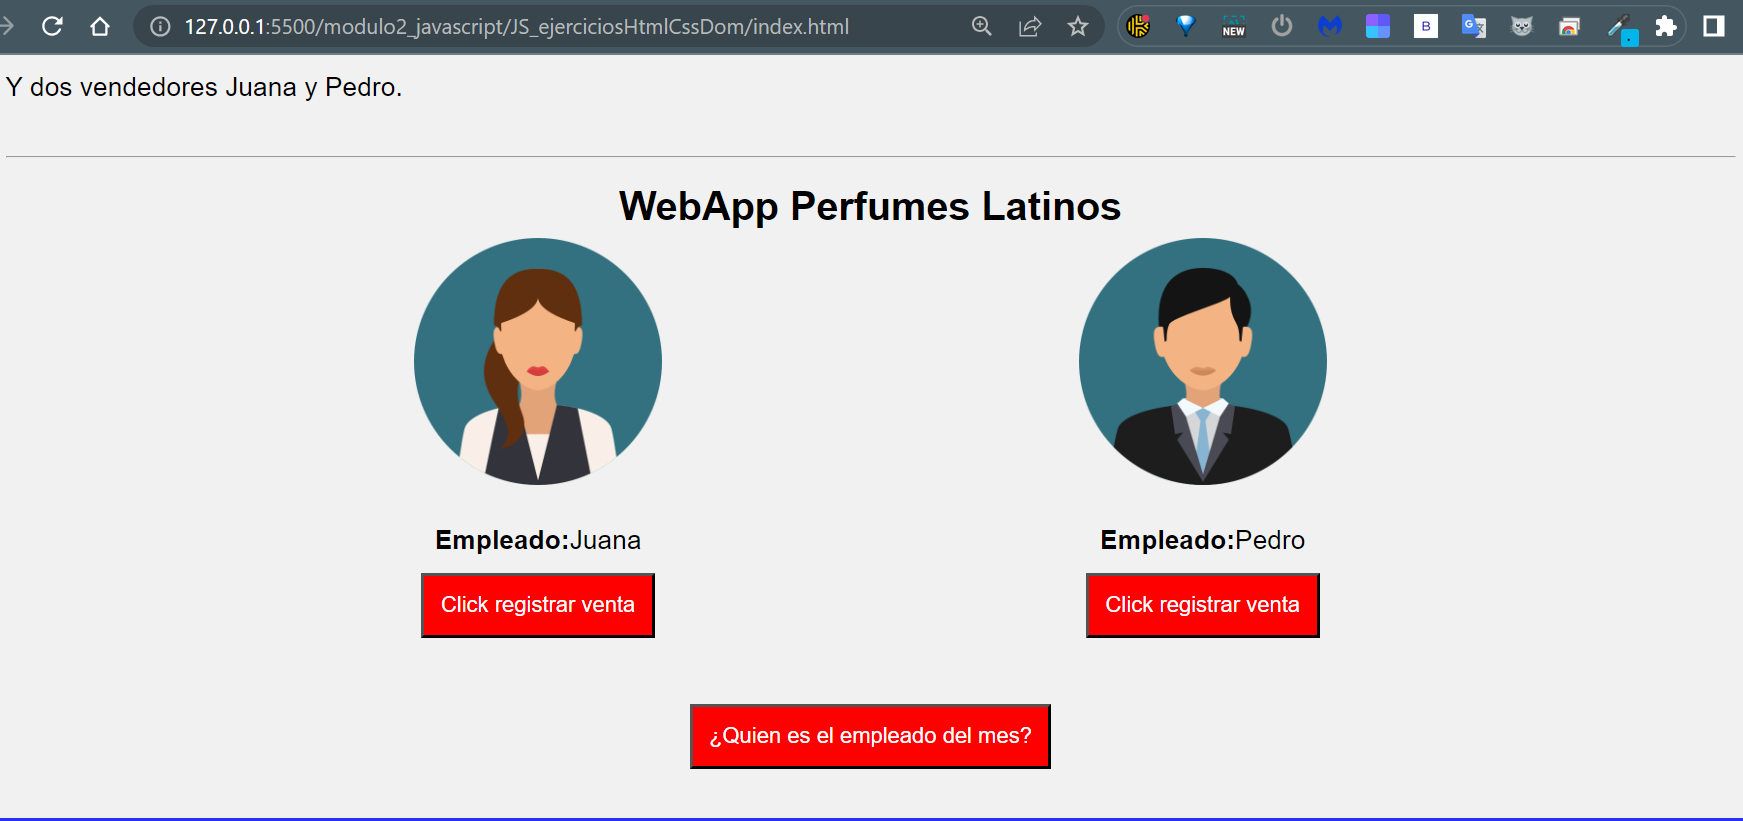 127.0.0.1:5500/modulo2_javascript/JS_ejerciciosHtmlCssDom/index.html
NEW
B
G
Y dos vendedores Juana y Pedro.
WebApp Perfumes Latinos
Empleado:Juana
Empleado:Pedro
Click registrar venta
Click registrar venta
¿Quien es el empleado del mes?